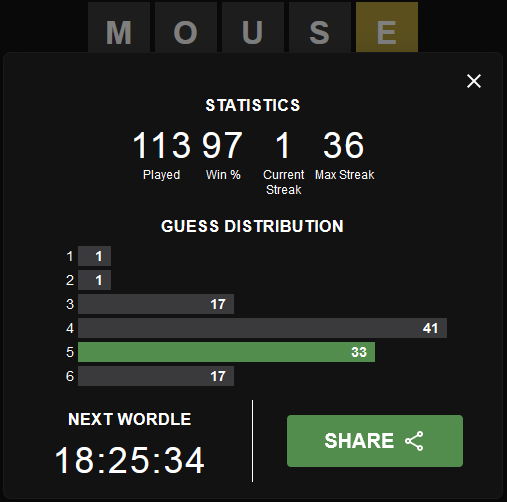 M O U S E
STATISTICS
113 97 1 36
Played Win % Current Streak Max Streak
GUESS DISTRIBUTION
1 1
2 1
3 17
4 41
5 33
6 17
NEXT WORDLE
18:25:34
SHARE